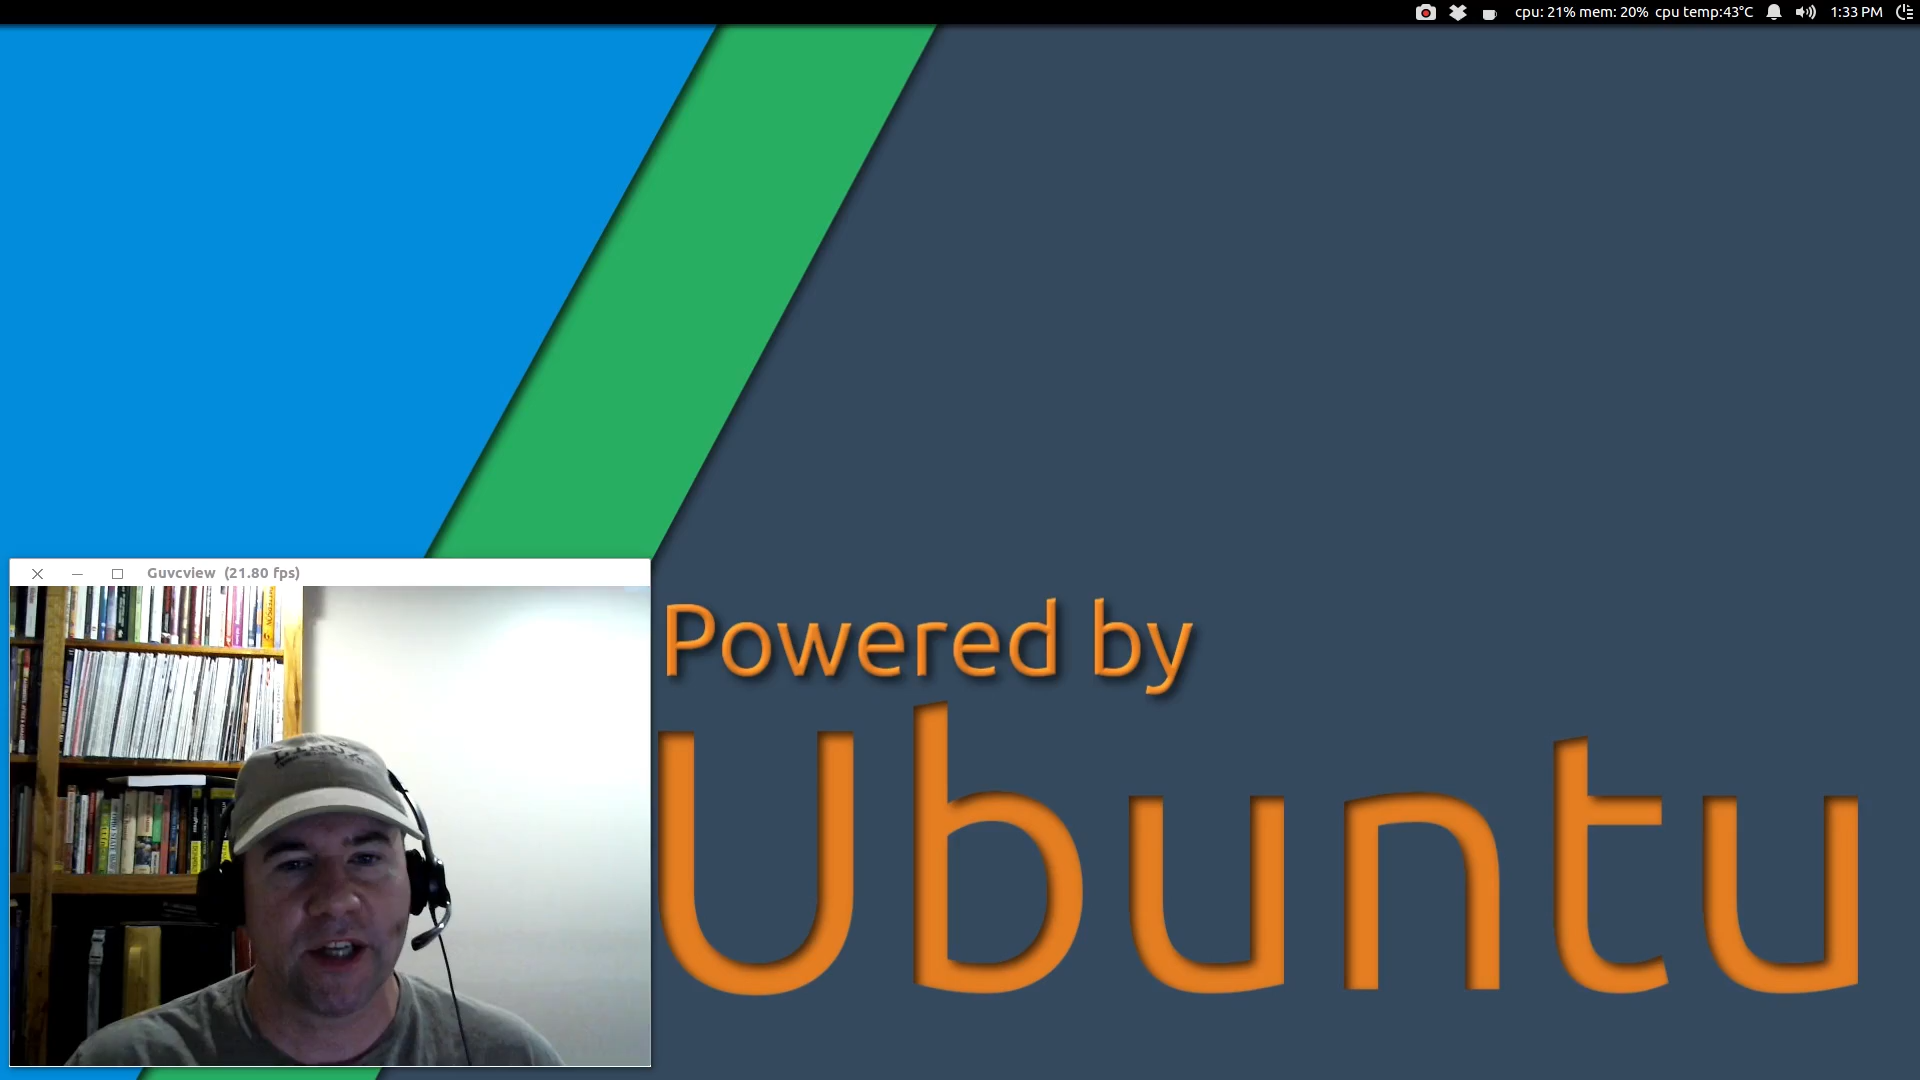 cpu: 21% mem: 20% cpu temp:43°C 1:33 PM
Guvcview (21.80 fps)
Powered by
Ubuntu